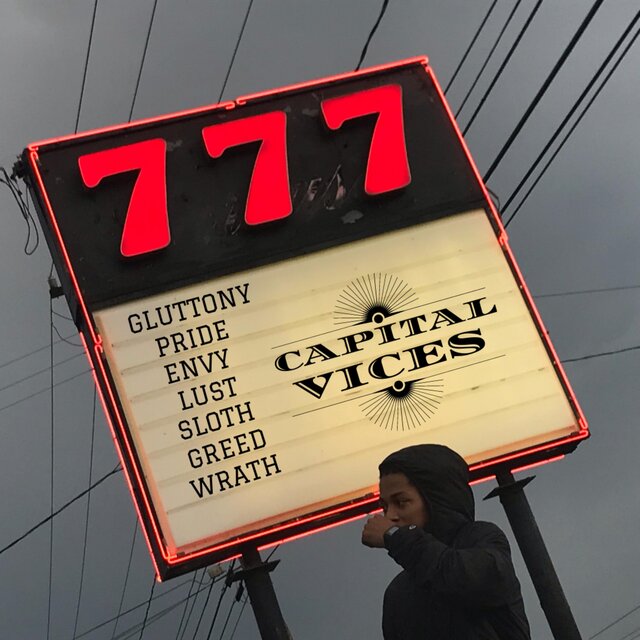 777
GLUTTONY
PRIDE
ENVY
LUST
SLOTH
GREED
WRATH
CAPITAL
VICES